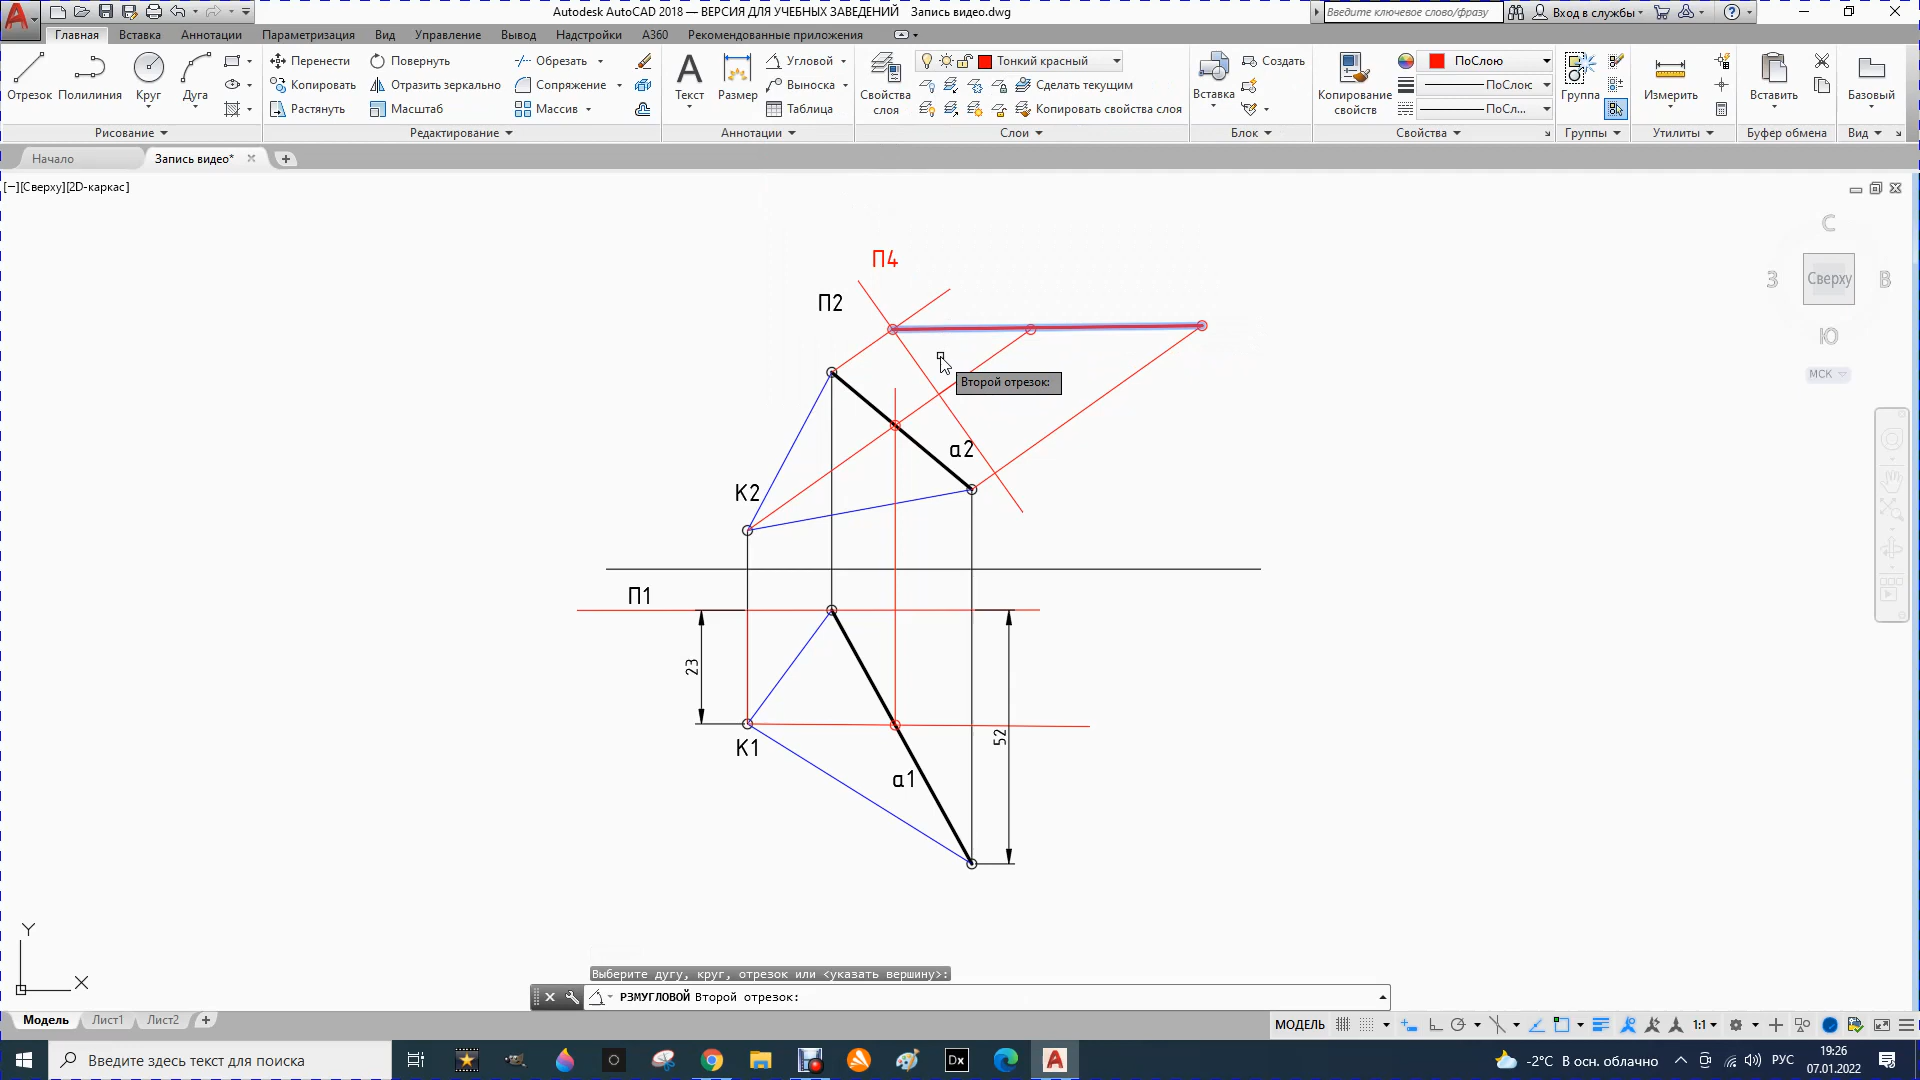 Autodesk AutoCAD 2018 — ВЕРСИЯ ДЛЯ УЧЕБНЫХ ЗАВЕДЕНИЙ Запись видео.dwg
Введите ключевое слово/фразу
Вход в службы
Главная Вставка Аннотации Параметризация Вид Управление Вывод Надстройки A360 Рекомендованные приложения
Отрезок Полилиния Круг Дуга
Перенести Повернуть Обрезать
Копировать Отразить зеркально Сопряжение
Растянуть Масштаб Массив
Текст Размер
Угловой
Выноска
Таблица
Свойства слоя
Тонкий красный
Сделать текущим
Копировать свойства слоя
Вставка
Создать
Копирование свойств
ПоСлою
ПоСлою
ПоСл...
Группа
Измерить
Вставить
Базовый
Рисование Редактирование Аннотации Слои Блок Свойства Группы Утилиты Буфер обмена Вид
Начало Запись видео*
[−][Сверху][2D-каркас]
С
З Сверху В
Ю
МСК
П4
П2
Второй отрезок:
a2
К2
П1
23
52
К1
a1
Y
X
Выберите дугу, круг, отрезок или <указать вершину>:
РЗМУГЛОВОЙ Второй отрезок:
Модель Лист1 Лист2
МОДЕЛЬ 1:1
Введите здесь текст для поиска
Dx
-2°C В осн. облачно
РУС
19:26
07.01.2022